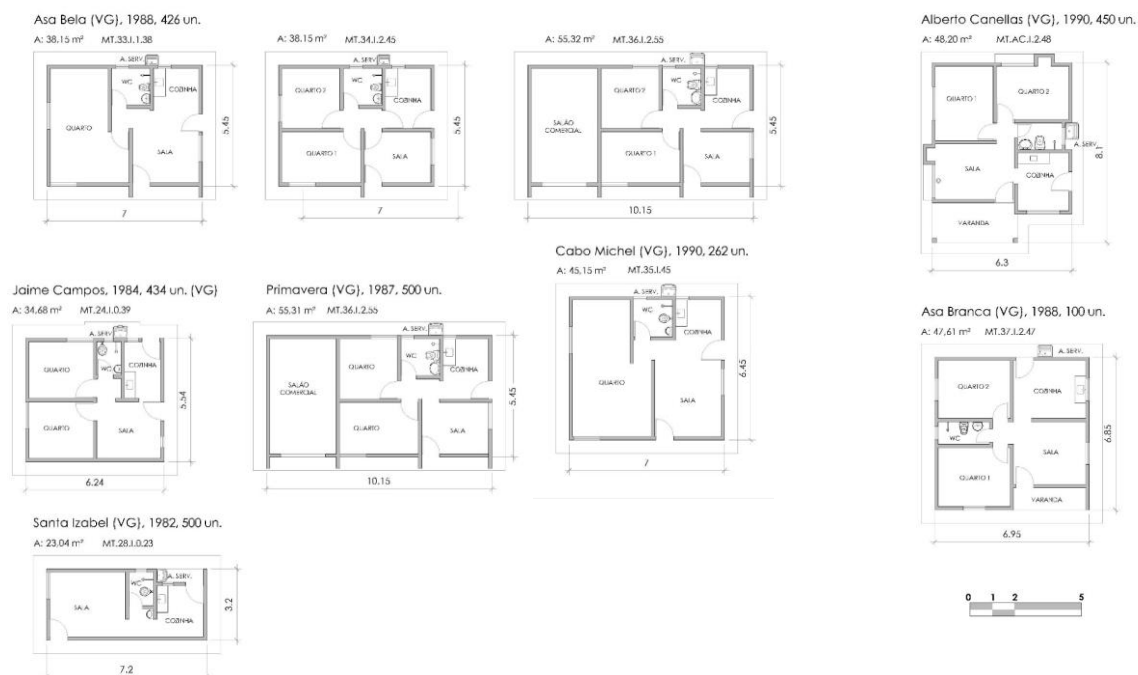 Asa Bela (VG), 1988, 426 un.
A: 38.15 m² MT.33.I.1.38
A. SERV.
WC
COZINHA
QUARTO
SALA
5.45
7
A: 38.15 m² MT.34.I.2.45
A. SERV.
QUARTO 2
WC
COZINHA
QUARTO 1
SALA
5.45
7
A: 55.32 m² MT.36.I.2.55
A. SERV.
QUARTO 2
WC
COZINHA
SALÃO
COMERCIAL
QUARTO 1
SALA
5.45
10.15
Alberto Canellas (VG), 1990, 450 un.
A: 48.20 m² MT.AC.I.2.48
QUARTO 1
QUARTO 2
A. SERV.
SALA
COZINHA
VARANDA
8.1
6.3
Jaime Campos, 1984, 434 un. (VG)
A: 34,68 m² MT.24.I.0.39
A. SERV.
QUARTO
WC
COZINHA
QUARTO
SALA
5.54
6.24
Primavera (VG), 1987, 500 un.
A: 55,31 m² MT.36.I.2.55
A. SERV.
QUARTO
WC
COZINHA
SALÃO
COMERCIAL
QUARTO
SALA
5.45
10.15
Cabo Michel (VG), 1990, 262 un.
A: 45,15 m² MT.35.I.45
A. SERV.
WC
COZINHA
QUARTO
SALA
6.45
7
Asa Branca (VG), 1988, 100 un.
A: 47,61 m² MT.37.I.2.47
A. SERV.
QUARTO 2
COZINHA
WC
SALA
QUARTO 1
VARANDA
6.85
6.95
Santa Izabel (VG), 1982, 500 un.
A: 23,04 m² MT.28.I.0.23
WC
A. SERV.
SALA
COZINHA
3.2
7.2
0 1 2 5